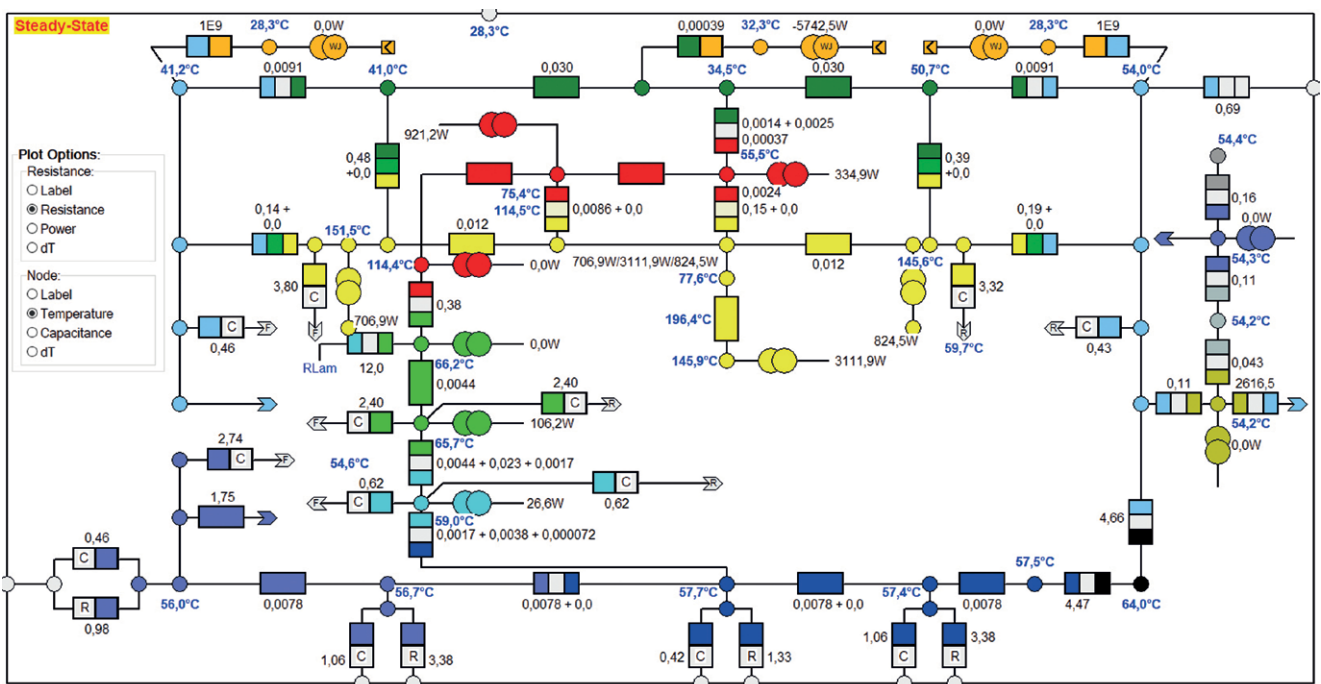 Steady-State
1E9
28,3°C
0,0W
WJ
28,3°C
0,00039
32,3°C
-5742,5W
WJ
0,0W
WJ
28,3°C
1E9
41,2°C
0,0091
41,0°C
0,030
34,5°C
0,030
50,7°C
0,0091
54,0°C
0,69
921,2W
0,0014 + 0,0025
0,00037
55,5°C
54,4°C
Plot Options:
Resistance:
Label
Resistance
Power
dT
Node:
Label
Temperature
Capacitance
dT
0,48
+0,0
0,39
+0,0
334,9W
75,4°C
114,5°C
0,0086 + 0,0
0,0024
0,15 + 0,0
0,16
0,0W
0,14 +
0,0
151,5°C
0,012
0,012
0,19 +
0,0
114,4°C
0,0W
706,9W/3111,9W/824,5W
145,6°C
54,3°C
3,80
C
F
77,6°C
3,32
C
R
0,11
0,38
196,4°C
54,2°C
C
F
0,46
706,9W
824,5W
59,7°C
R
C
0,43
RLam
12,0
0,0W
66,2°C
145,9°C
3111,9W
0,043
0,0044
2,40
C
R
0,11
2616,5
2,40
F
C
106,2W
54,2°C
65,7°C
0,0W
2,74
C
F
54,6°C
0,0044 + 0,023 + 0,0017
0,62
F
C
26,6W
C
R
0,62
1,75
59,0°C
0,0017 + 0,0038 + 0,000072
4,66
0,46
C
R
0,98
56,0°C
0,0078
56,7°C
0,0078 + 0,0
57,7°C
0,0078 + 0,0
57,4°C
0,0078
57,5°C
4,47
64,0°C
1,06
C
R
3,38
0,42
C
R
1,33
1,06
C
R
3,38